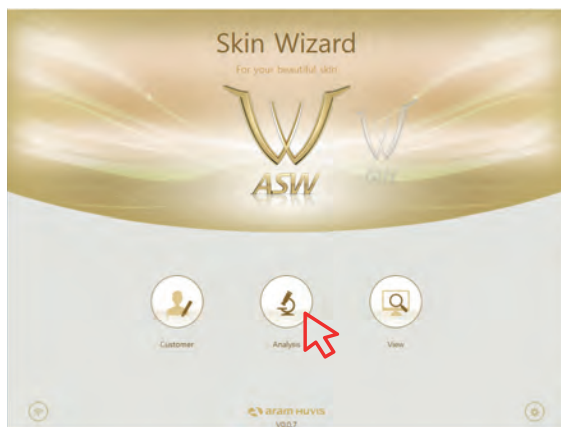 Skin Wizard
For your beautiful skin
ASW
Customer
Analysis
View
aram HUVIS
V0.0.7